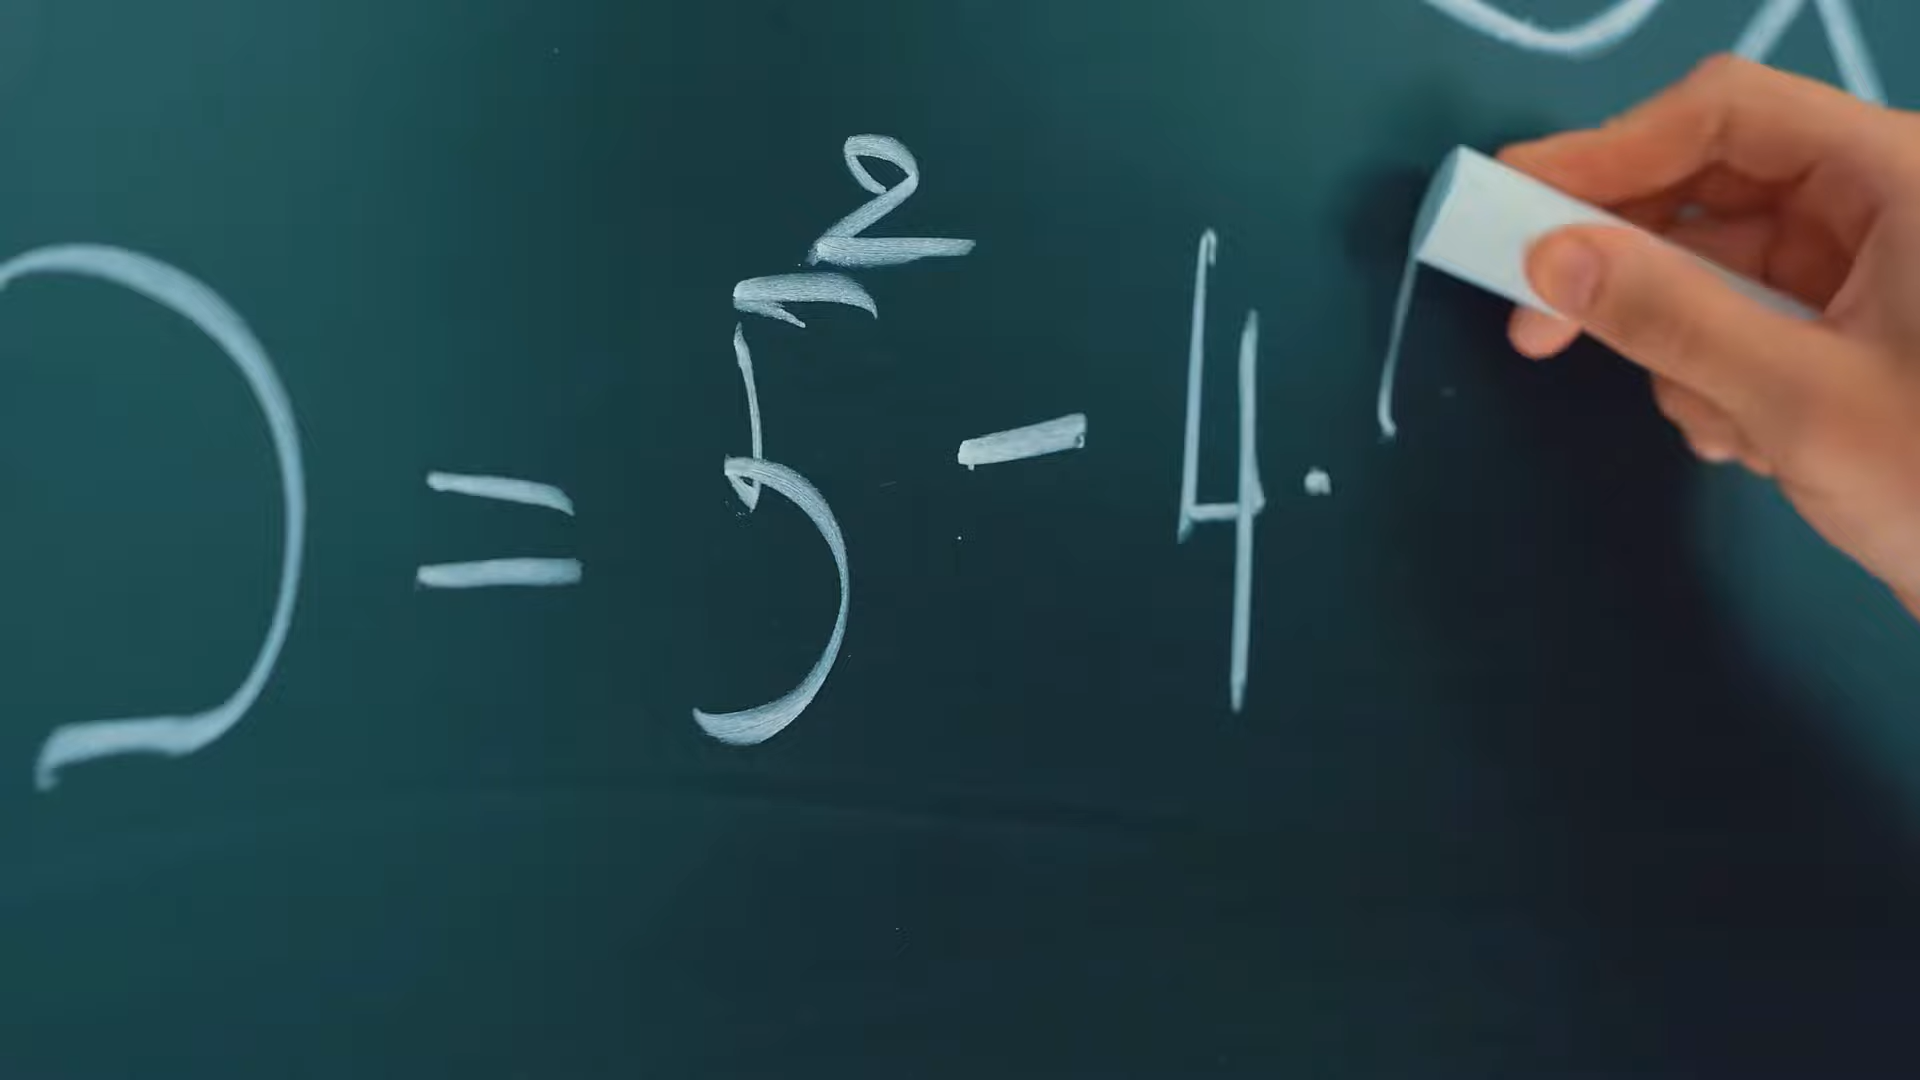 D = 5² - 4 ·